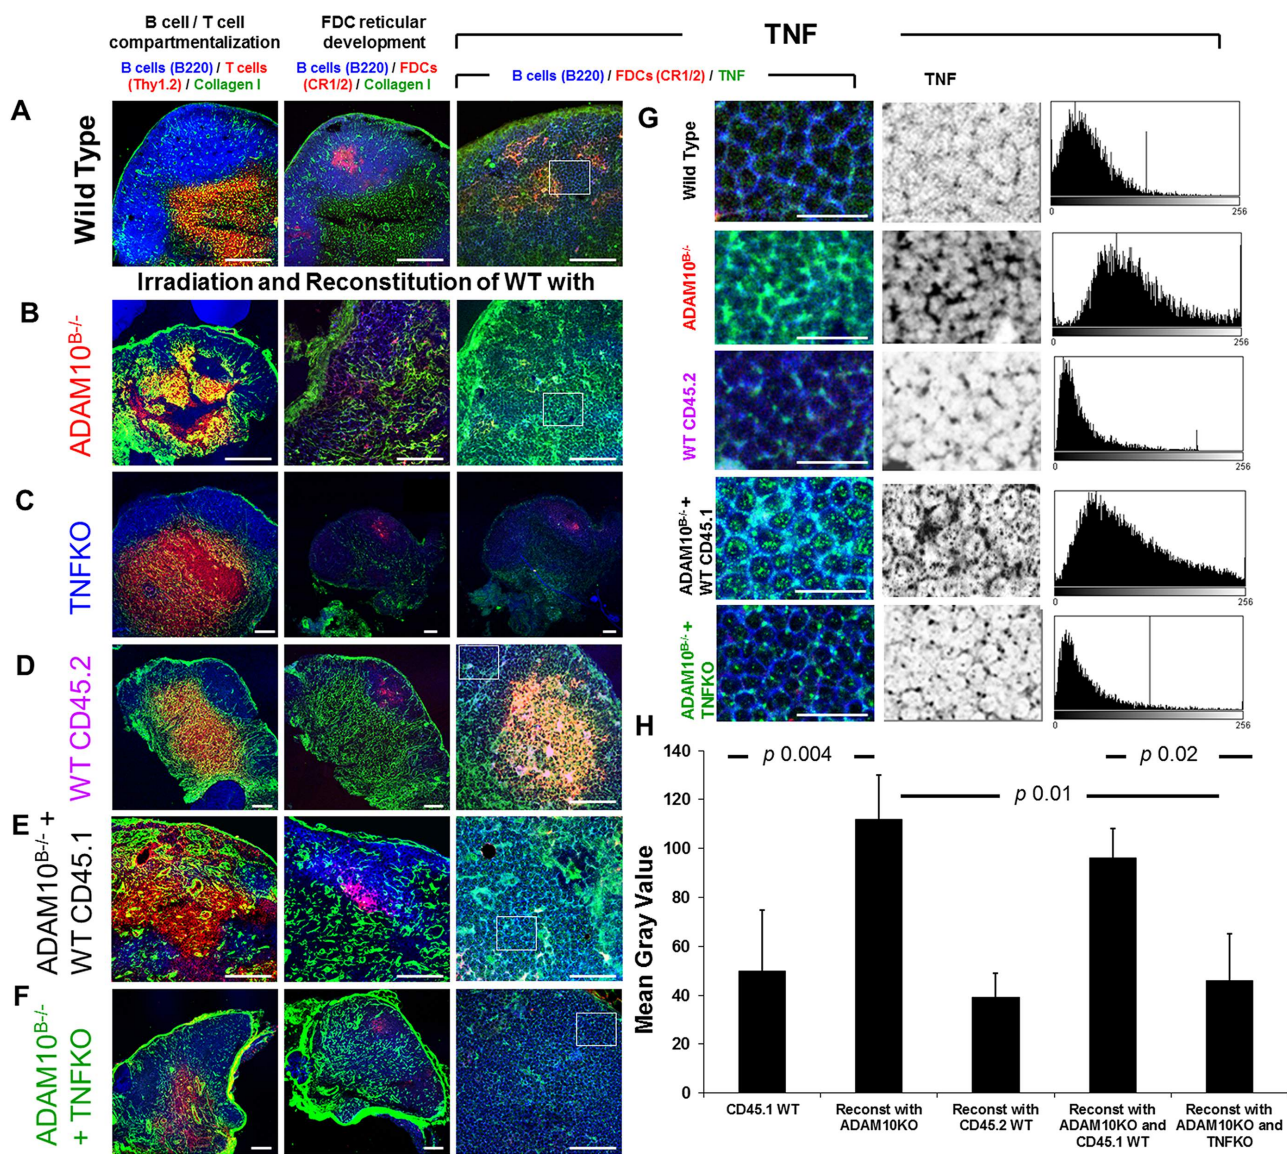 B cell / T cell
compartmentalization
B cells (B220) / T cells
(Thy1.2) / Collagen I
FDC reticular
development
B cells (B220) / FDCs
(CR1/2) / Collagen I
TNF
B cells (B220) / FDCs (CR1/2) / TNF
TNF
A
Wild Type
Irradiation and Reconstitution of WT with
B
ADAM10B-/-
C
TNFKO
D
WT CD45.2
E
ADAM10B-/- +
WT CD45.1
F
ADAM10B-/-
+ TNFKO
G
Wild Type
0
256
ADAM10B-/-
0
256
WT CD45.2
0
256
ADAM10B-/- +
WT CD45.1
0
256
ADAM10B-/- +
TNFKO
0
256
H
Mean Gray Value
140
120
100
80
60
40
20
0
p 0.004
p 0.02
p 0.01
CD45.1 WT
Reconst with
ADAM10KO
Reconst with
CD45.2 WT
Reconst with
ADAM10KO and
CD45.1 WT
Reconst with
ADAM10KO and
TNFKO